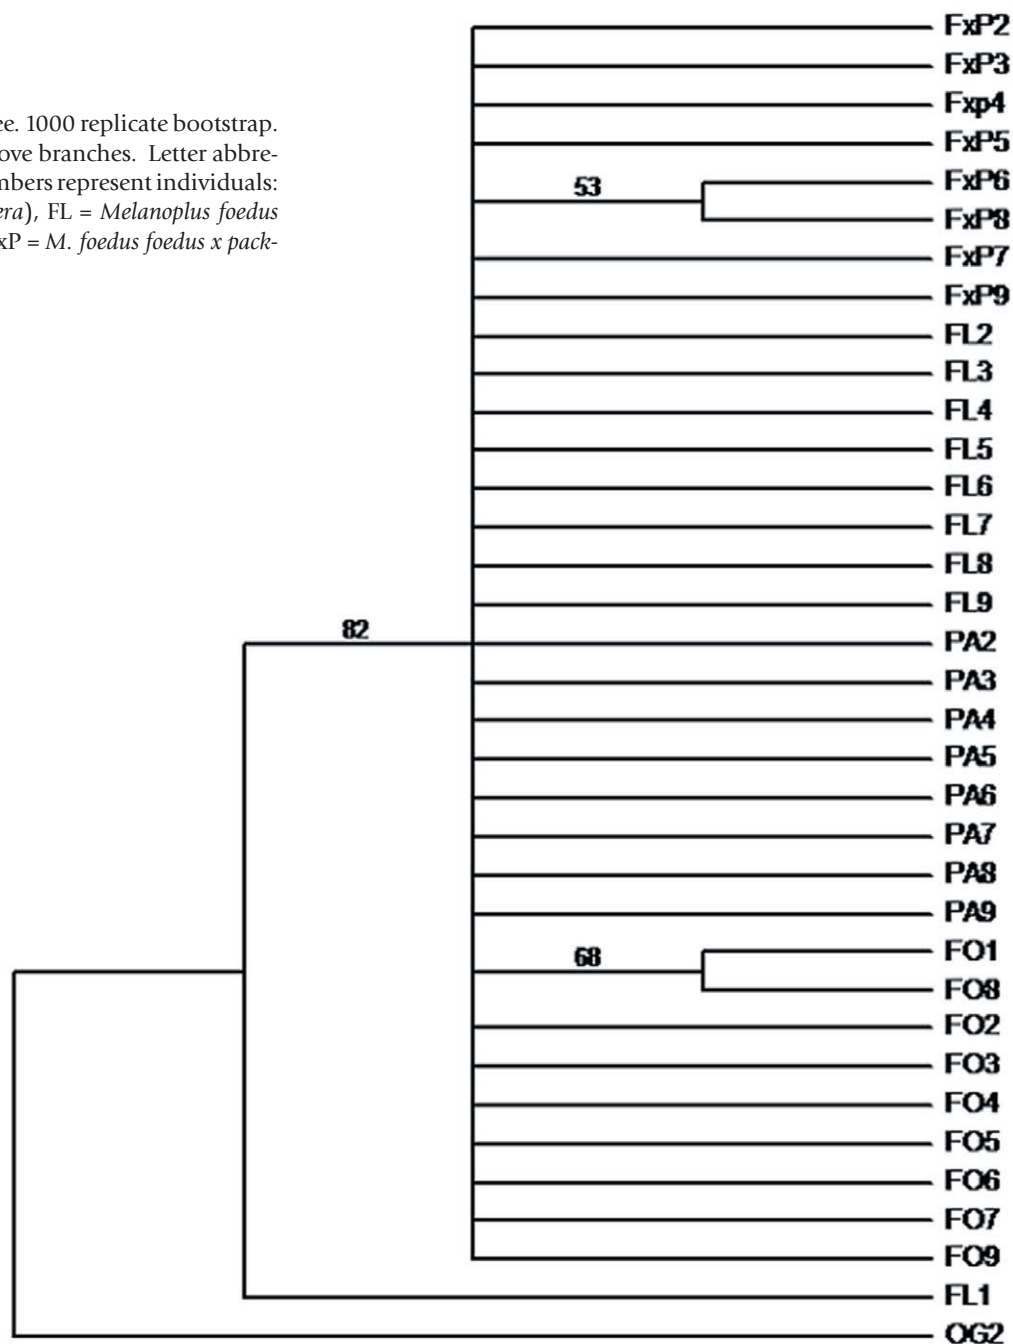 ee. 1000 replicate bootstrap.
ove branches. Letter abbre-
mbers represent individuals:
era), FL = Melanoplus foedus
xP = M. foedus foedus x pack-
FxP2
FxP3
Fxp4
FxP5
53
FxP6
FxP8
FxP7
FxP9
FL2
FL3
FL4
FL5
FL6
FL7
FL8
FL9
82
PA2
PA3
PA4
PA5
PA6
PA7
PA8
PA9
68
FO1
FO8
FO2
FO3
FO4
FO5
FO6
FO7
FO9
FL1
OG2